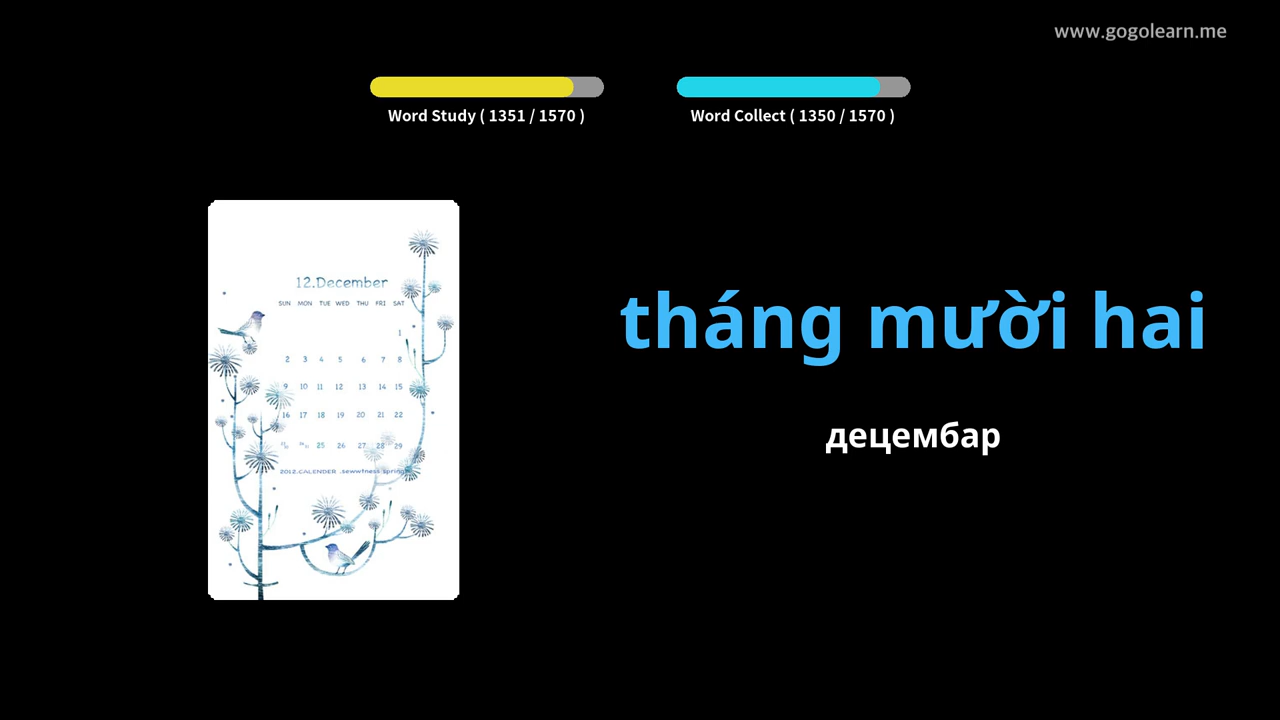 www.gogolearn.me
Word Study ( 1351 / 1570 )
Word Collect ( 1350 / 1570 )
12.December
SUN MON TUE WED THU FRI SAT
1
2 3 4 5 6 7 8
9 10 11 12 13 14 15
16 17 18 19 20 21 22
25 26 27 28 29
2012.CALENDER
tháng mười hai
децембар